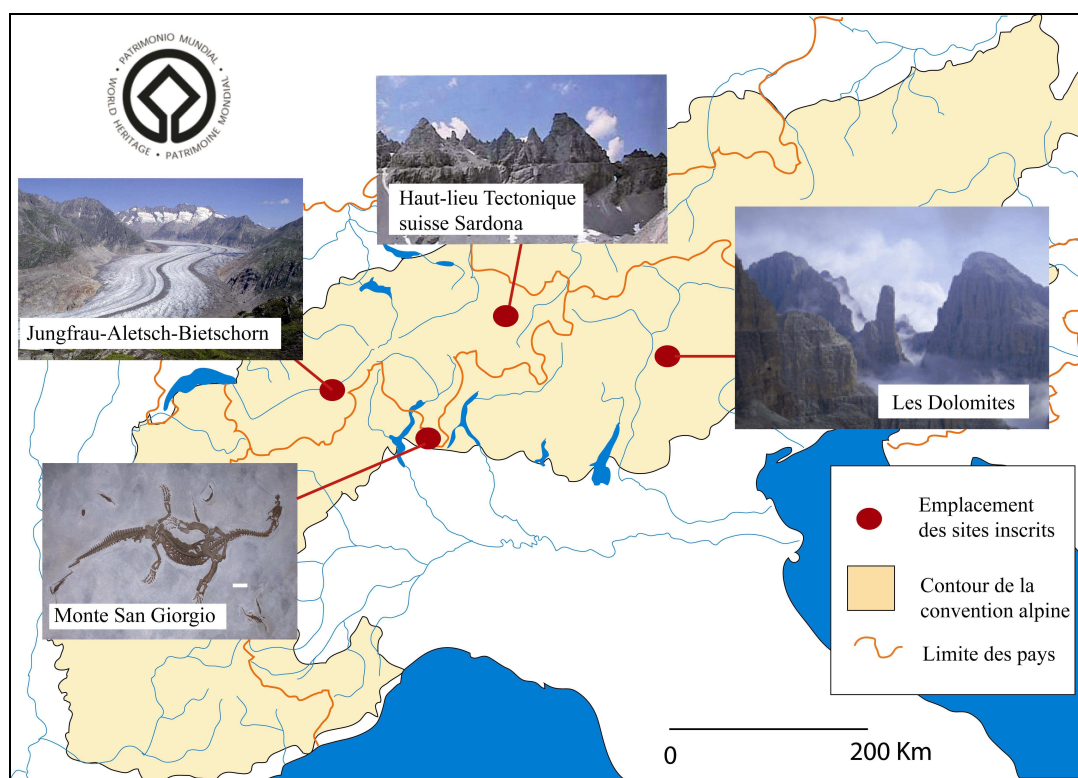 PATRIMONIO MUNDIAL • WORLD HERITAGE • PATRIMOINE MONDIAL •
Haut-lieu Tectonique
suisse Sardona
Jungfrau-Aletsch-Bietschorn
Les Dolomites
Monte San Giorgio
Emplacement
des sites inscrits
Contour de la
convention alpine
Limite des pays
0
200 Km